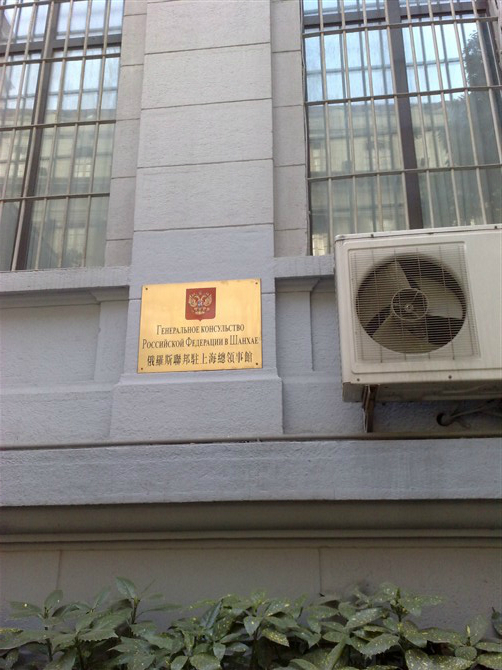 Генеральное консульство
Российской Федерации в Шанхае
俄羅斯聯邦駐上海總領事館